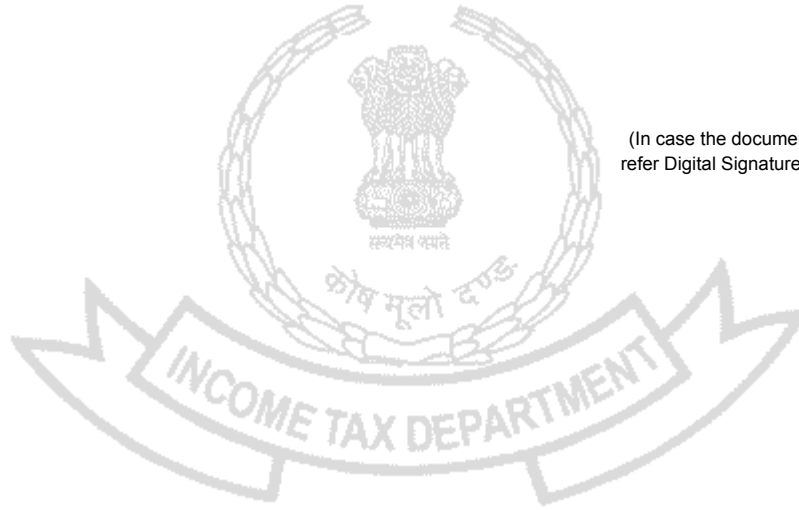 (In case the docume
refer Digital Signature
सत्यमेव जयते
कोष मूलो दण्ड:
INCOME TAX DEPARTMENT